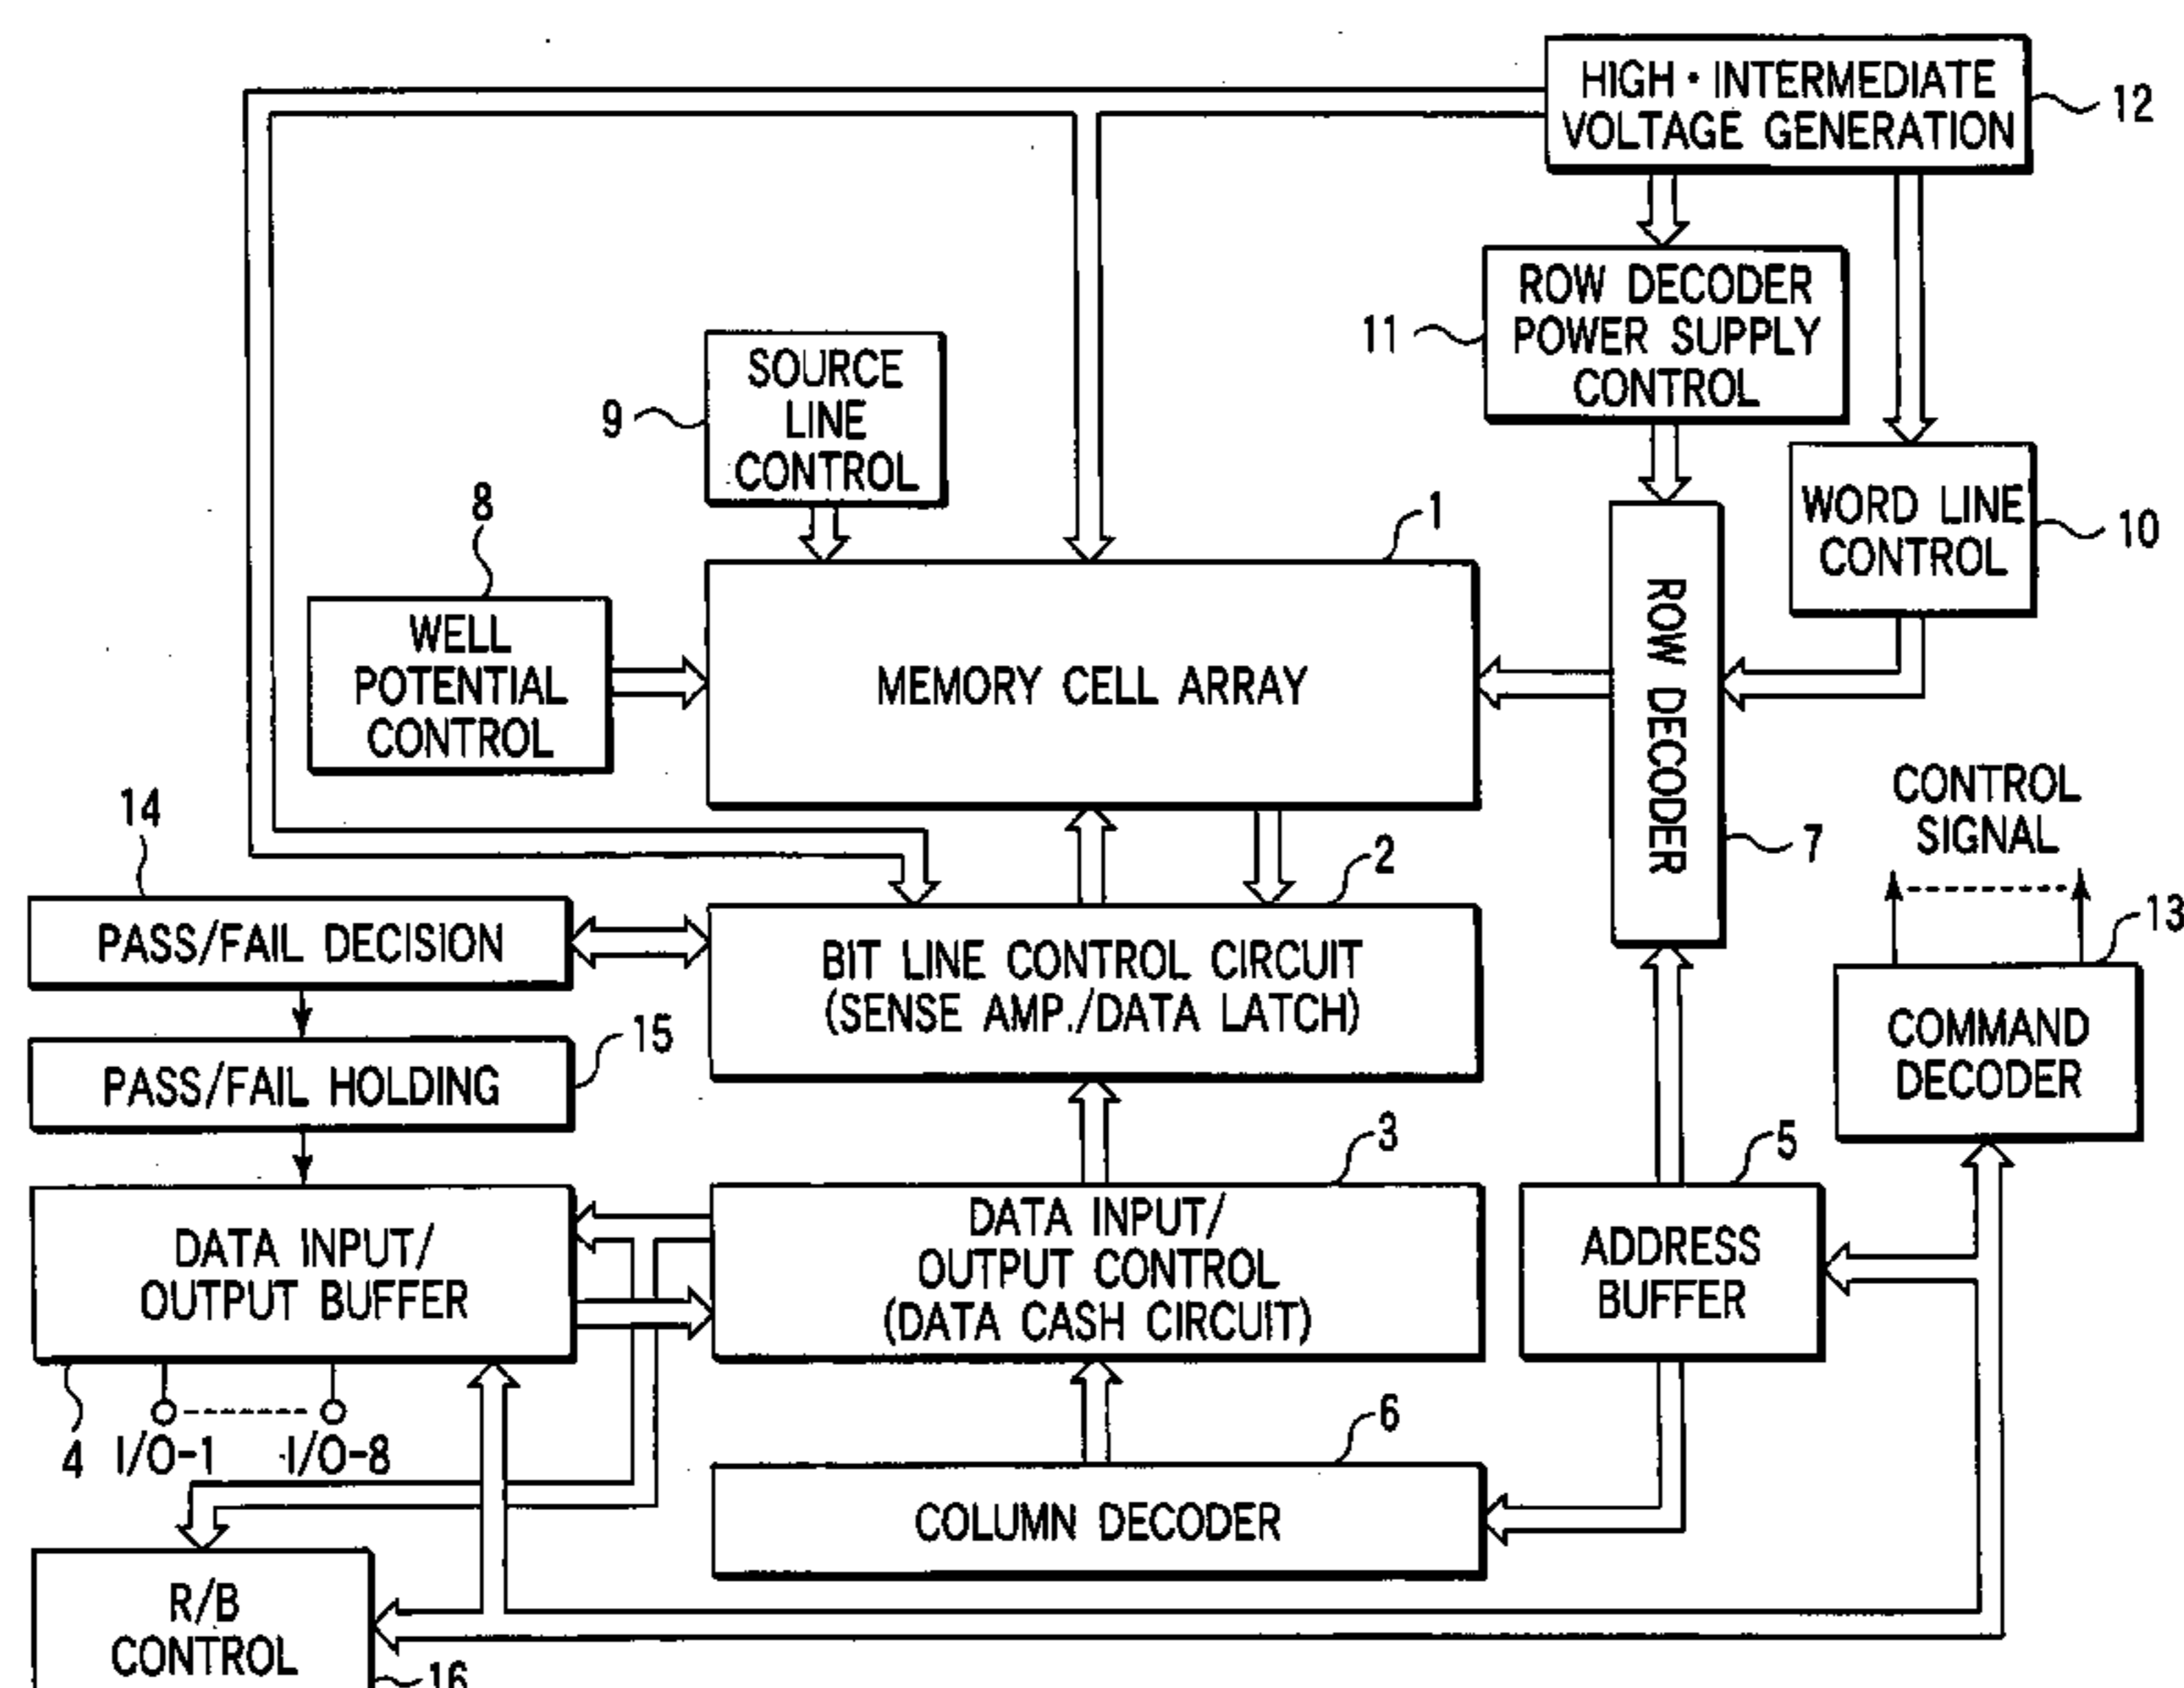 HIGH・INTERMEDIATE
VOLTAGE GENERATION
12
ROW DECODER
POWER SUPPLY
CONTROL
11
SOURCE
LINE
CONTROL
9
WORD LINE
CONTROL
10
8
WELL
POTENTIAL
CONTROL
1
MEMORY CELL ARRAY
ROW DECODER
7
CONTROL
SIGNAL
14
PASS/FAIL DECISION
2
BIT LINE CONTROL CIRCUIT
(SENSE AMP./DATA LATCH)
13
COMMAND
DECODER
15
PASS/FAIL HOLDING
3
DATA INPUT/
OUTPUT CONTROL
(DATA CASH CIRCUIT)
5
ADDRESS
BUFFER
DATA INPUT/
OUTPUT BUFFER
4
I/O-1
I/O-8
6
COLUMN DECODER
R/B
CONTROL
16